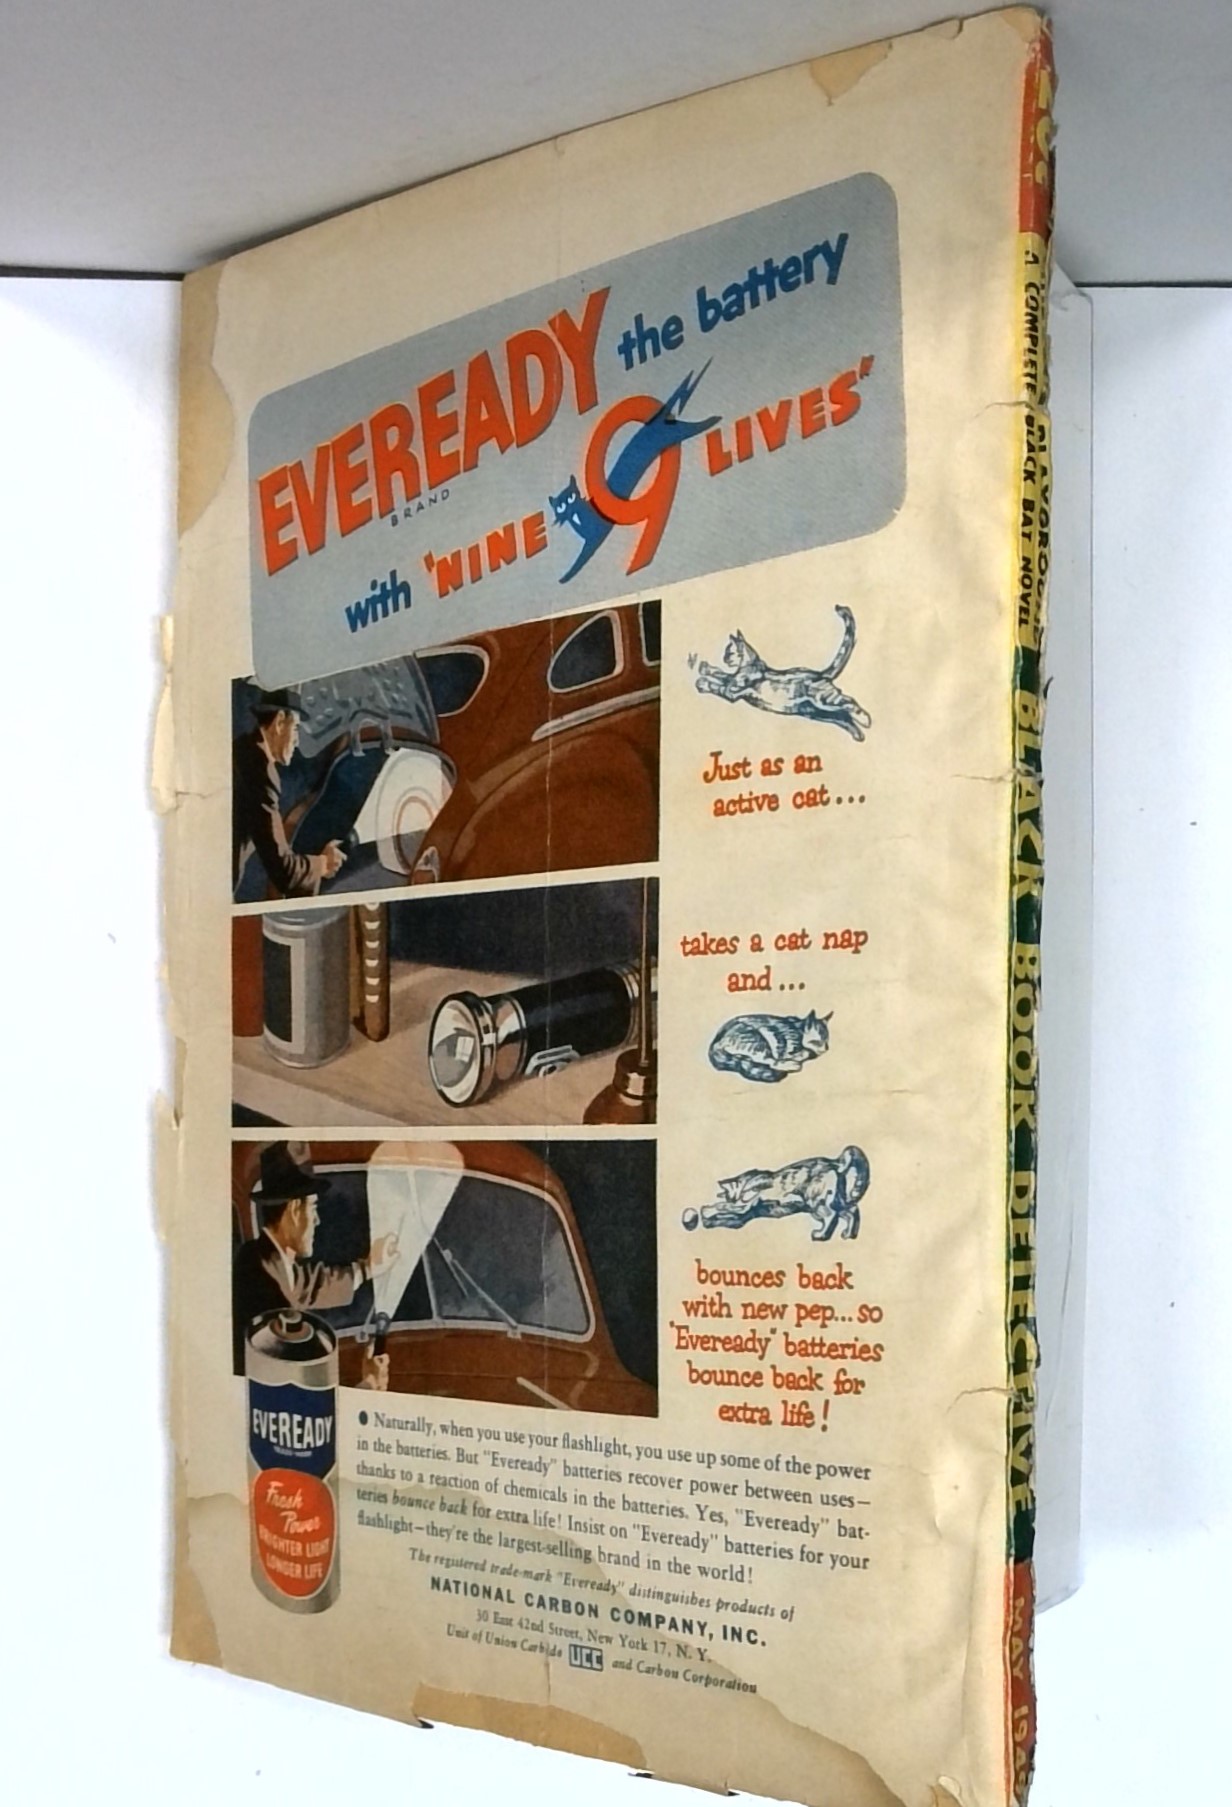 EVEREADY the battery
BRAND
with "NINE 9 LIVES"
Just as an
active cat...
takes a cat nap
and...
bounces back
with new pep... so
"Eveready" batteries
bounce back for
extra life!
EVEREADY
TRADE-MARK
Fresh
Power
BRIGHTER LIGHT
LONGER LIFE
● Naturally, when you use your flashlight, you use up some of the power
in the batteries. But "Eveready" batteries recover power between uses—
thanks to a reaction of chemicals in the batteries. Yes, "Eveready" bat-
teries bounce back for extra life! Insist on "Eveready" batteries for your
flashlight—they're the largest-selling brand in the world!
The registered trade-mark "Eveready" distinguishes products of
NATIONAL CARBON COMPANY, INC.
30 East 42nd Street, New York 17, N. Y.
Unit of Union Carbide UCC and Carbon Corporation
20¢
A COMPLETE BLACK BAT NOVEL
BLACK BOOK DETECTIVE
MAY